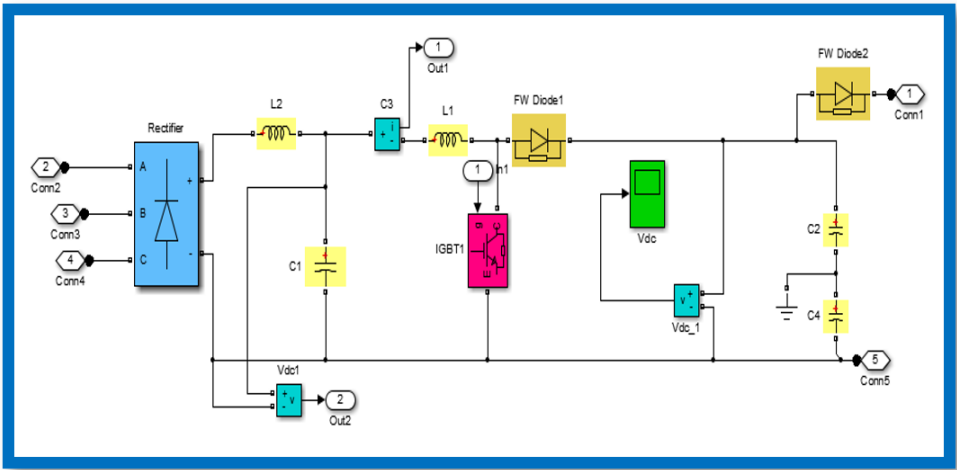 FW Diode2
1
Conn1
1
Out1
C3
i
+ -
L2
L1
FW Diode1
Rectifier
A
B
C
+
-
2
Conn2
3
Conn3
4
Conn4
1
In1
g
C
E
IGBT1
C1
+
Vdc
C2
+
C4
+
v
+
-
Vdc_1
5
Conn5
Vdc1
+
-
v
2
Out2